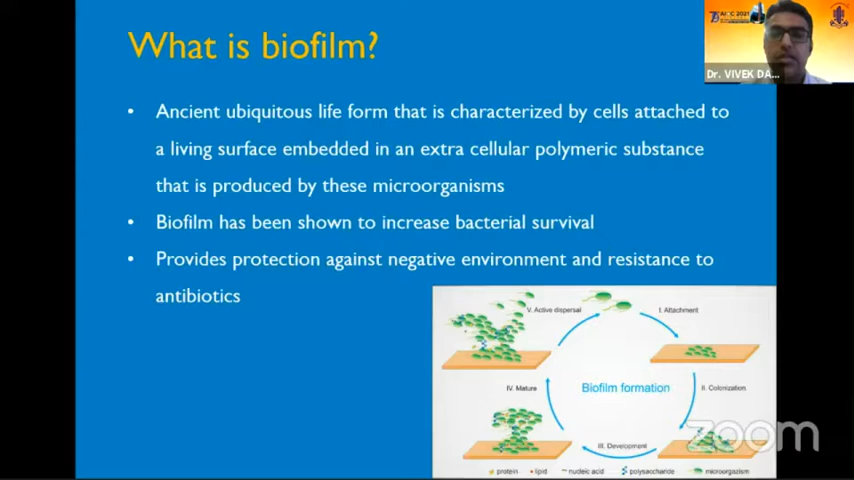 What is biofilm?
AIOC 2021
Dr. VIVEK DA...
• Ancient ubiquitous life form that is characterized by cells attached to
a living surface embedded in an extra cellular polymeric substance
that is produced by these microorganisms
• Biofilm has been shown to increase bacterial survival
• Provides protection against negative environment and resistance to
antibiotics
V. Active dispersal
I. Attachment
IV. Mature
Biofilm formation
II. Colonization
III. Development
zoom
protein lipid nucleic acid polysaccharide microorganism